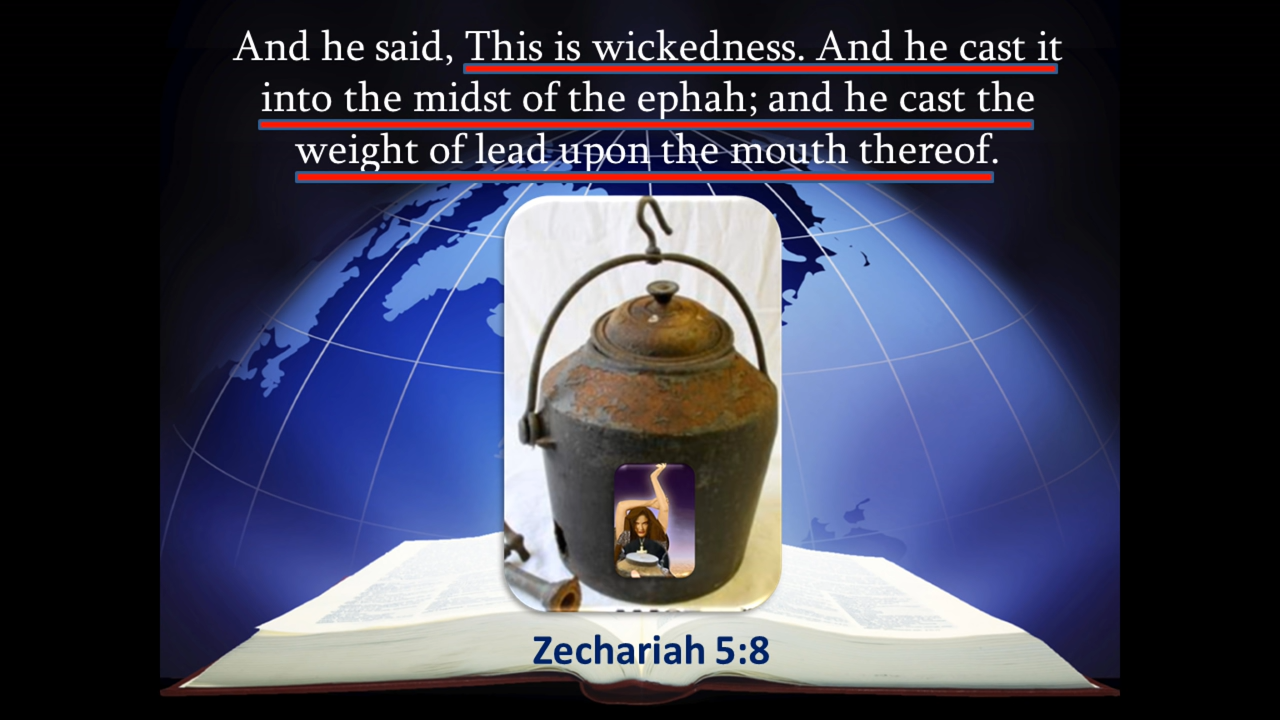 And he said, This is wickedness. And he cast it
into the midst of the ephah; and he cast the
weight of lead upon the mouth thereof.
Zechariah 5:8